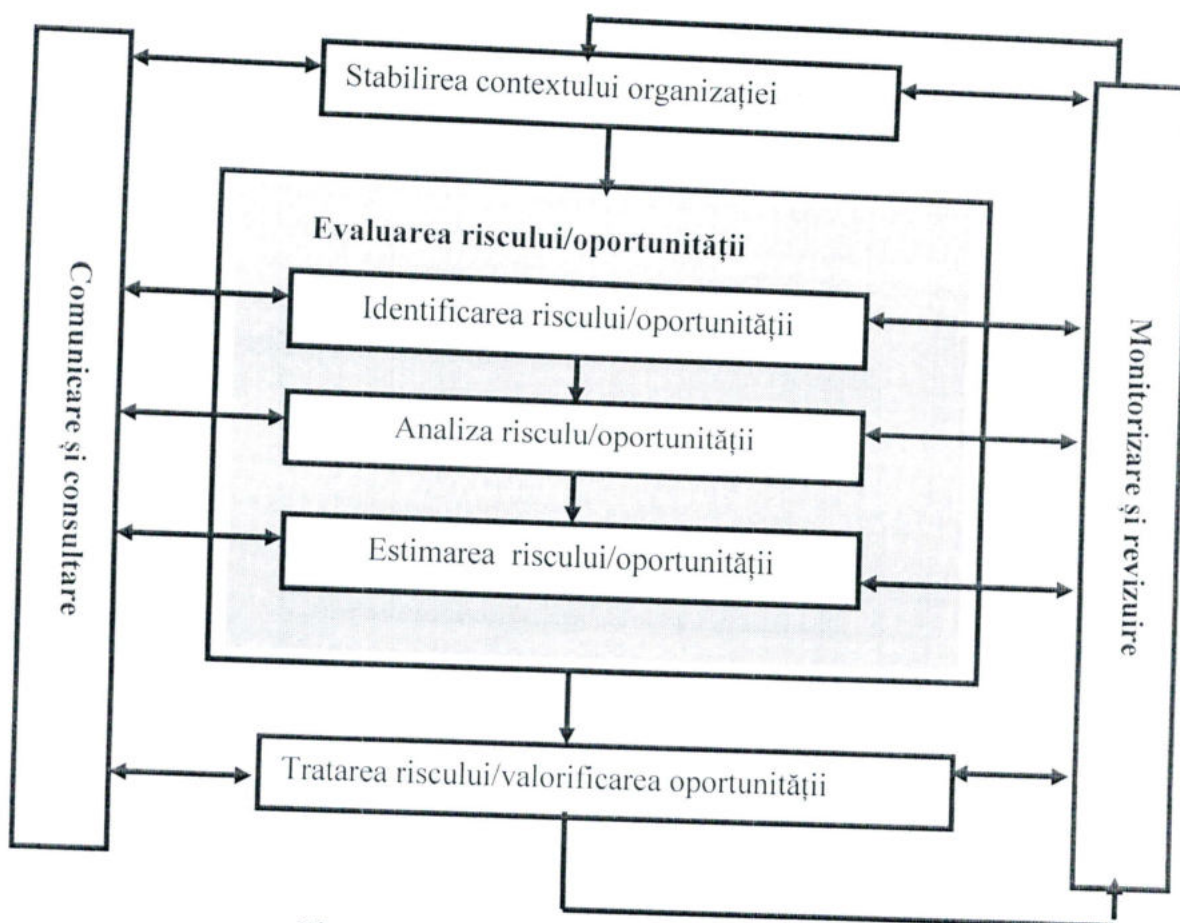 Stabilirea contextului organizației
Evaluarea riscului/oportunității
Identificarea riscului/oportunității
Analiza risculu/oportunității
Estimarea riscului/oportunității
Tratarea riscului/valorificarea oportunității
Comunicare și consultare
Monitorizare și revizuire